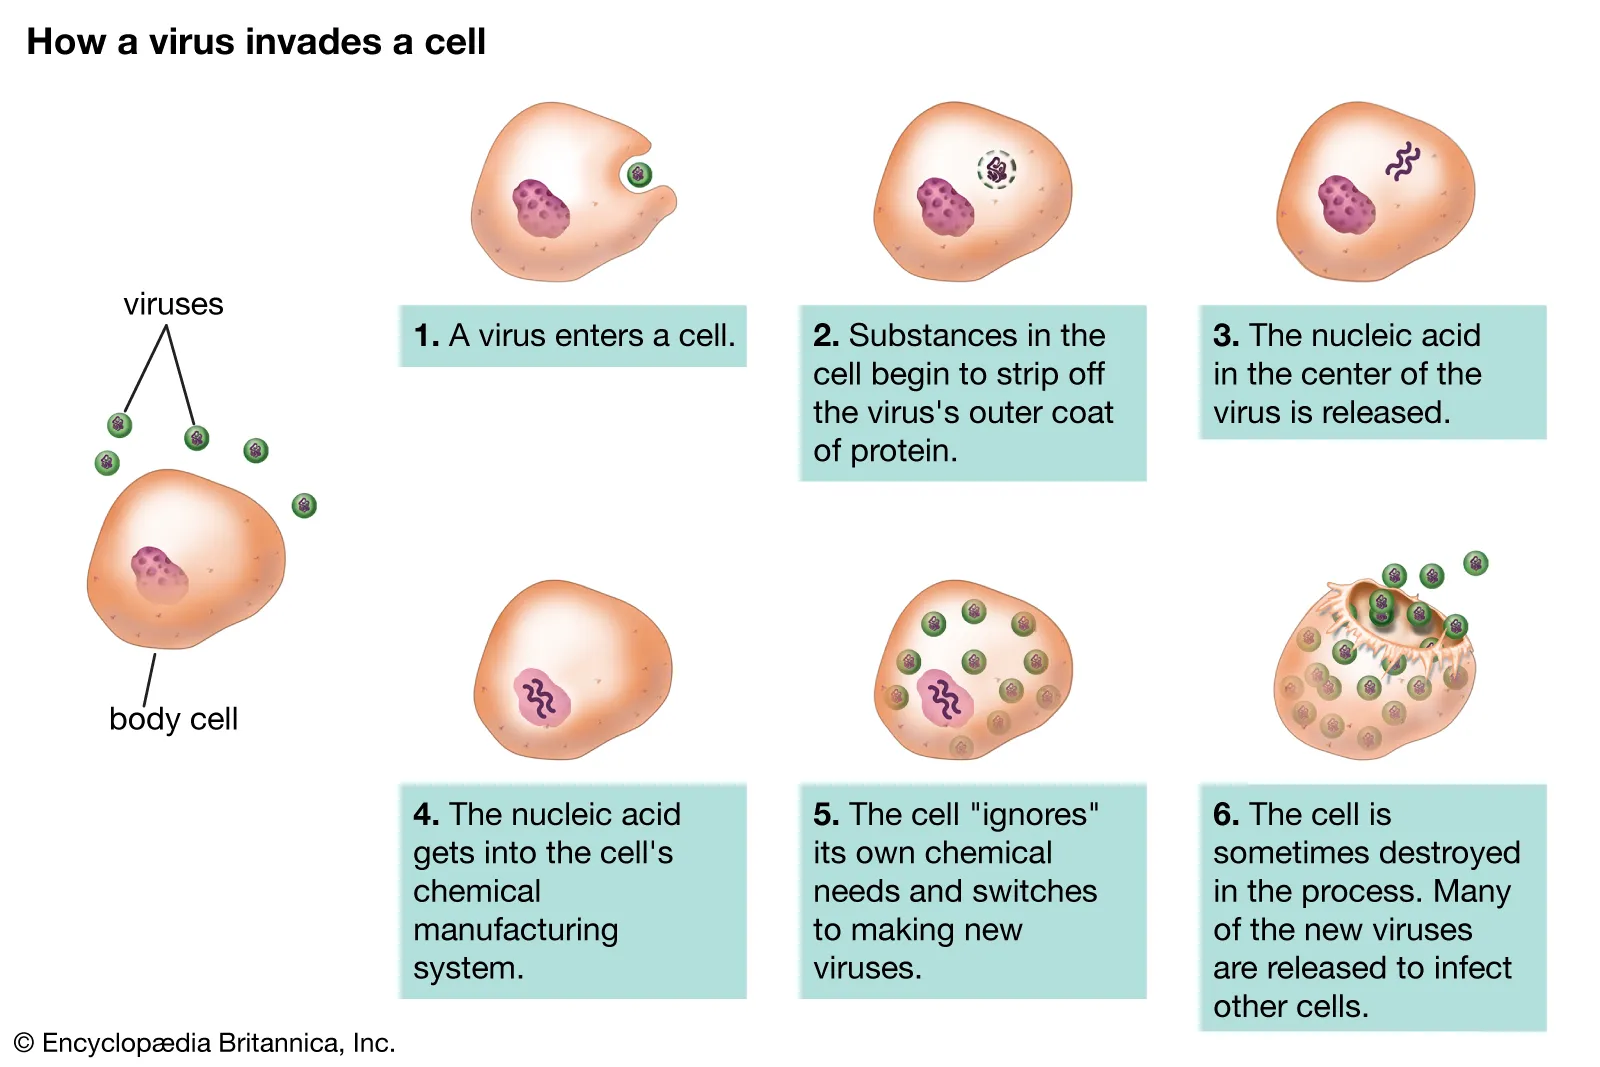 How a virus invades a cell
viruses
body cell
1. A virus enters a cell.
2. Substances in the
cell begin to strip off
the virus's outer coat
of protein.
3. The nucleic acid
in the center of the
virus is released.
4. The nucleic acid
gets into the cell's
chemical
manufacturing
system.
5. The cell "ignores"
its own chemical
needs and switches
to making new
viruses.
6. The cell is
sometimes destroyed
in the process. Many
of the new viruses
are released to infect
other cells.
© Encyclopædia Britannica, Inc.